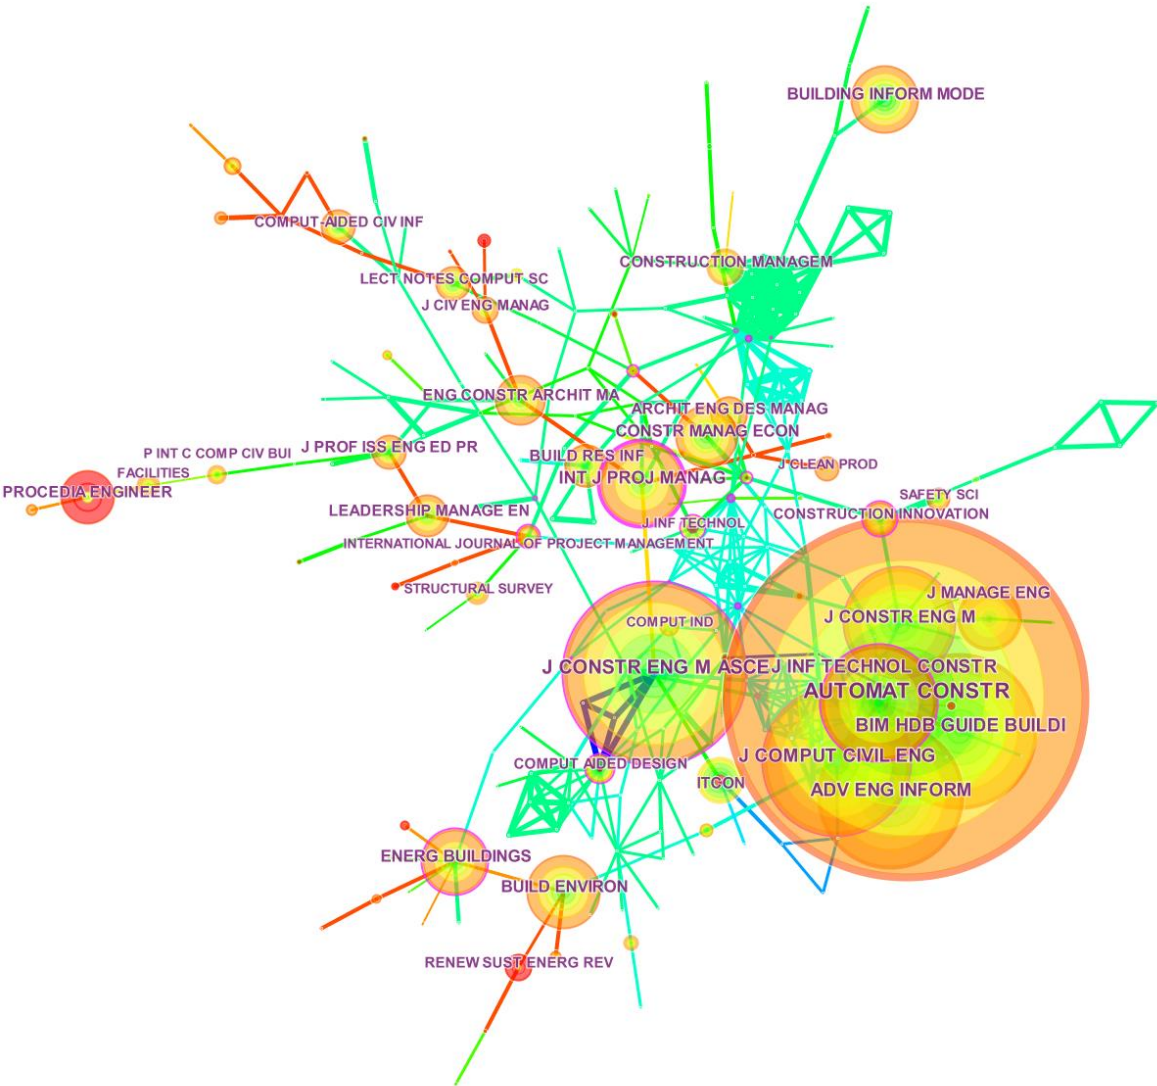 BUILDING INFORM MODE
COMPUT-AIDED CIV INF
CONSTRUCTION MANAGEM
LECT NOTES COMPUT SC
J CIV ENG MANAG
ENG CONSTR ARCHIT MA
ARCHIT ENG DES MANAG
CONSTR MANAG ECON
J PROF ISS ENG ED PR
P INT C COMP CIV BUI
BUILD RES INF
J CLEAN PROD
FACILITIES
INT J PROJ MANAG
PROCEDIA ENGINEER
SAFETY SCI
LEADERSHIP MANAGE EN
CONSTRUCTION INNOVATION
J INF TECHNOL
INTERNATIONAL JOURNAL OF PROJECT MANAGEMENT
STRUCTURAL SURVEY
J MANAGE ENG
COMPUT IND
J CONSTR ENG M
J CONSTR ENG M ASCE
J INF TECHNOL CONSTR
AUTOMAT CONSTR
BIM HDB GUIDE BUILDI
J COMPUT CIVIL ENG
COMPUT AIDED DESIGN
ITCON
ADV ENG INFORM
ENERG BUILDINGS
BUILD ENVIRON
RENEW SUST ENERG REV